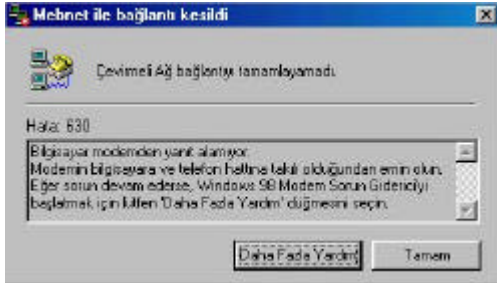 Mebnet ile bağlantı kesildi
Çevirmeli Ağ bağlantıyı tamamlayamadı.
Hata: 630
Bilgisayar modemden yanıt alamıyor.
Modemin bilgisayara ve telefon hattına takılı olduğundan emin olun.
Eğer sorun devam ederse, Windows 98 Modem Sorun Gidericiyi
başlatmak için lütfen 'Daha Fazla Yardım' düğmesini seçin.
Daha Fazla Yardım
Tamam